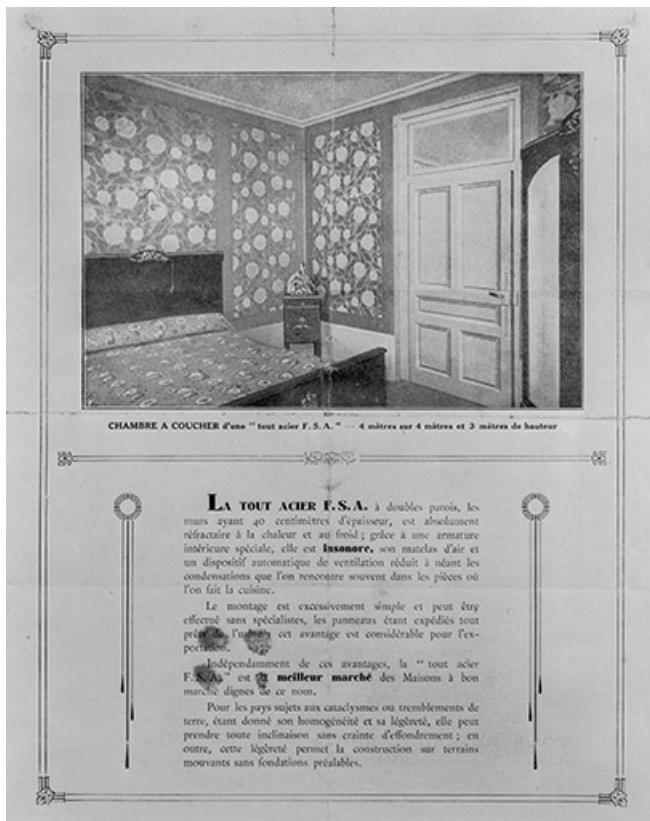 CHAMBRE A COUCHER d'une " tout acier F. S. A. " — 4 mètres sur 4 mètres et 3 mètres de hauteur
LA TOUT ACIER F. S. A. à doubles parois, les
murs ayant 40 centimètres d'épaisseur, est absolument
réfractaire à la chaleur et au froid ; grâce à une armature
intérieure spéciale, elle est insonore, son matelas d'air et
un dispositif automatique de ventilation réduit à néant les
condensations que l'on rencontre souvent dans les pièces où
l'on fait la cuisine.
Le montage est excessivement simple et peut être
effectué sans spécialistes, les panneaux étant expédiés tout
prêts de l'usine ; cet avantage est considérable pour l'ex-
portation.
Indépendamment de ces avantages, la " tout acier
F. S. A. " est la meilleur marché des Maisons à bon
marché dignes de ce nom.
Pour les pays sujets aux cataclysmes ou tremblements de
terre, étant donné son homogénéité et sa légèreté, elle peut
prendre toute inclinaison sans crainte d'effondrement ; en
outre, cette légèreté permet la construction sur terrains
mouvants sans fondations préalables.